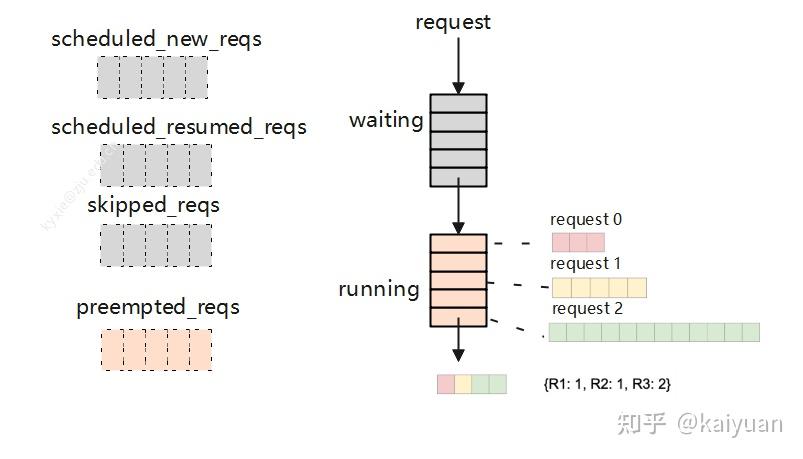 scheduled_new_reqs
scheduled_resumed_reqs
skipped_reqs
preempted_reqs
request
waiting
running
request 0
request 1
request 2
{R1: 1, R2: 1, R3: 2}
知乎 @kaiyuan